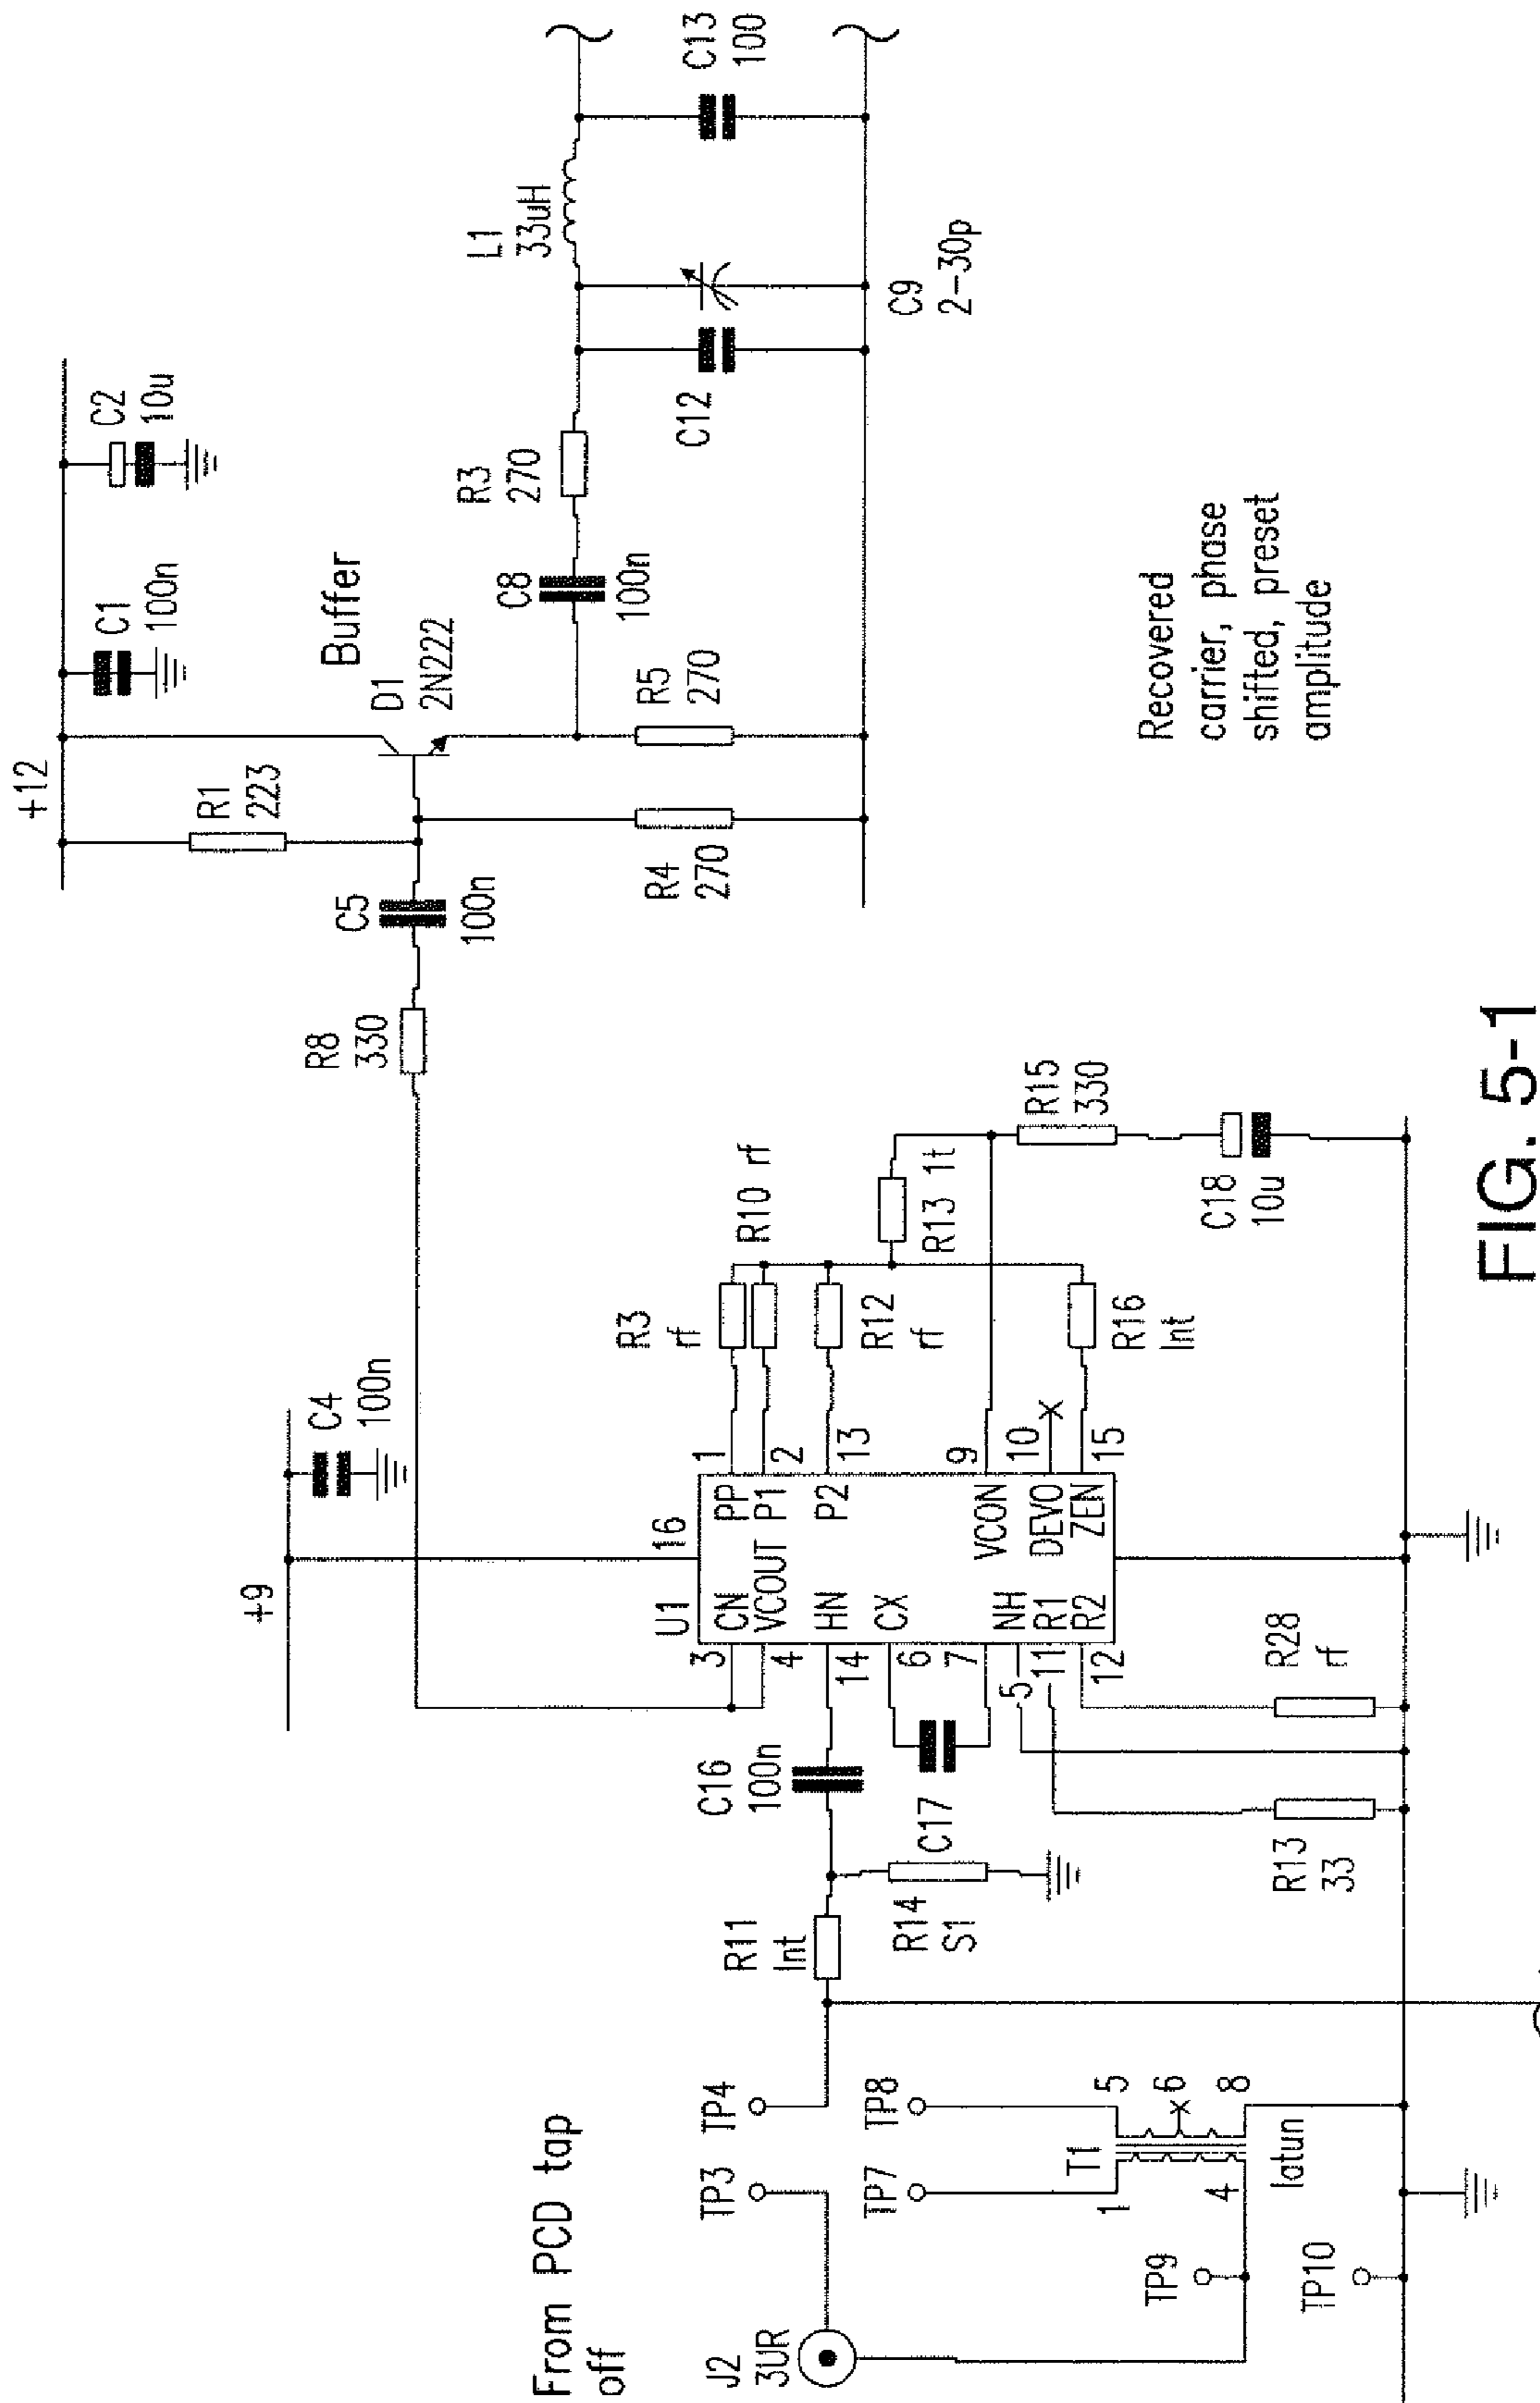 +12
C1
100n
C2
10u
R1
223
D1
2N222
Buffer
C5
100n
R8
330
R4
270
R5
270
C8
100n
R3
270
C12
C9
2-30p
L1
33uH
C13
100
+9
C4
100n
U1
16
3
CN
PP
1
4
VCOUT
P1
2
14
HN
P2
13
6
CX
7
VCON
9
5
NH
DEVO
10
11
R1
ZEN
15
12
R2
R3
rf
R10 rf
R12
rf
R13 1t
R16
Int
R15
330
C18
10u
C16
100n
C17
R11
Int
R14
S1
R13
33
R28
rf
From PCD tap
off
J2
3UR
TP3
TP4
TP7
TP8
TP9
TP10
T1
1
4
5
6
8
latun
Recovered
carrier, phase
shifted, preset
amplitude
FIG. 5-1